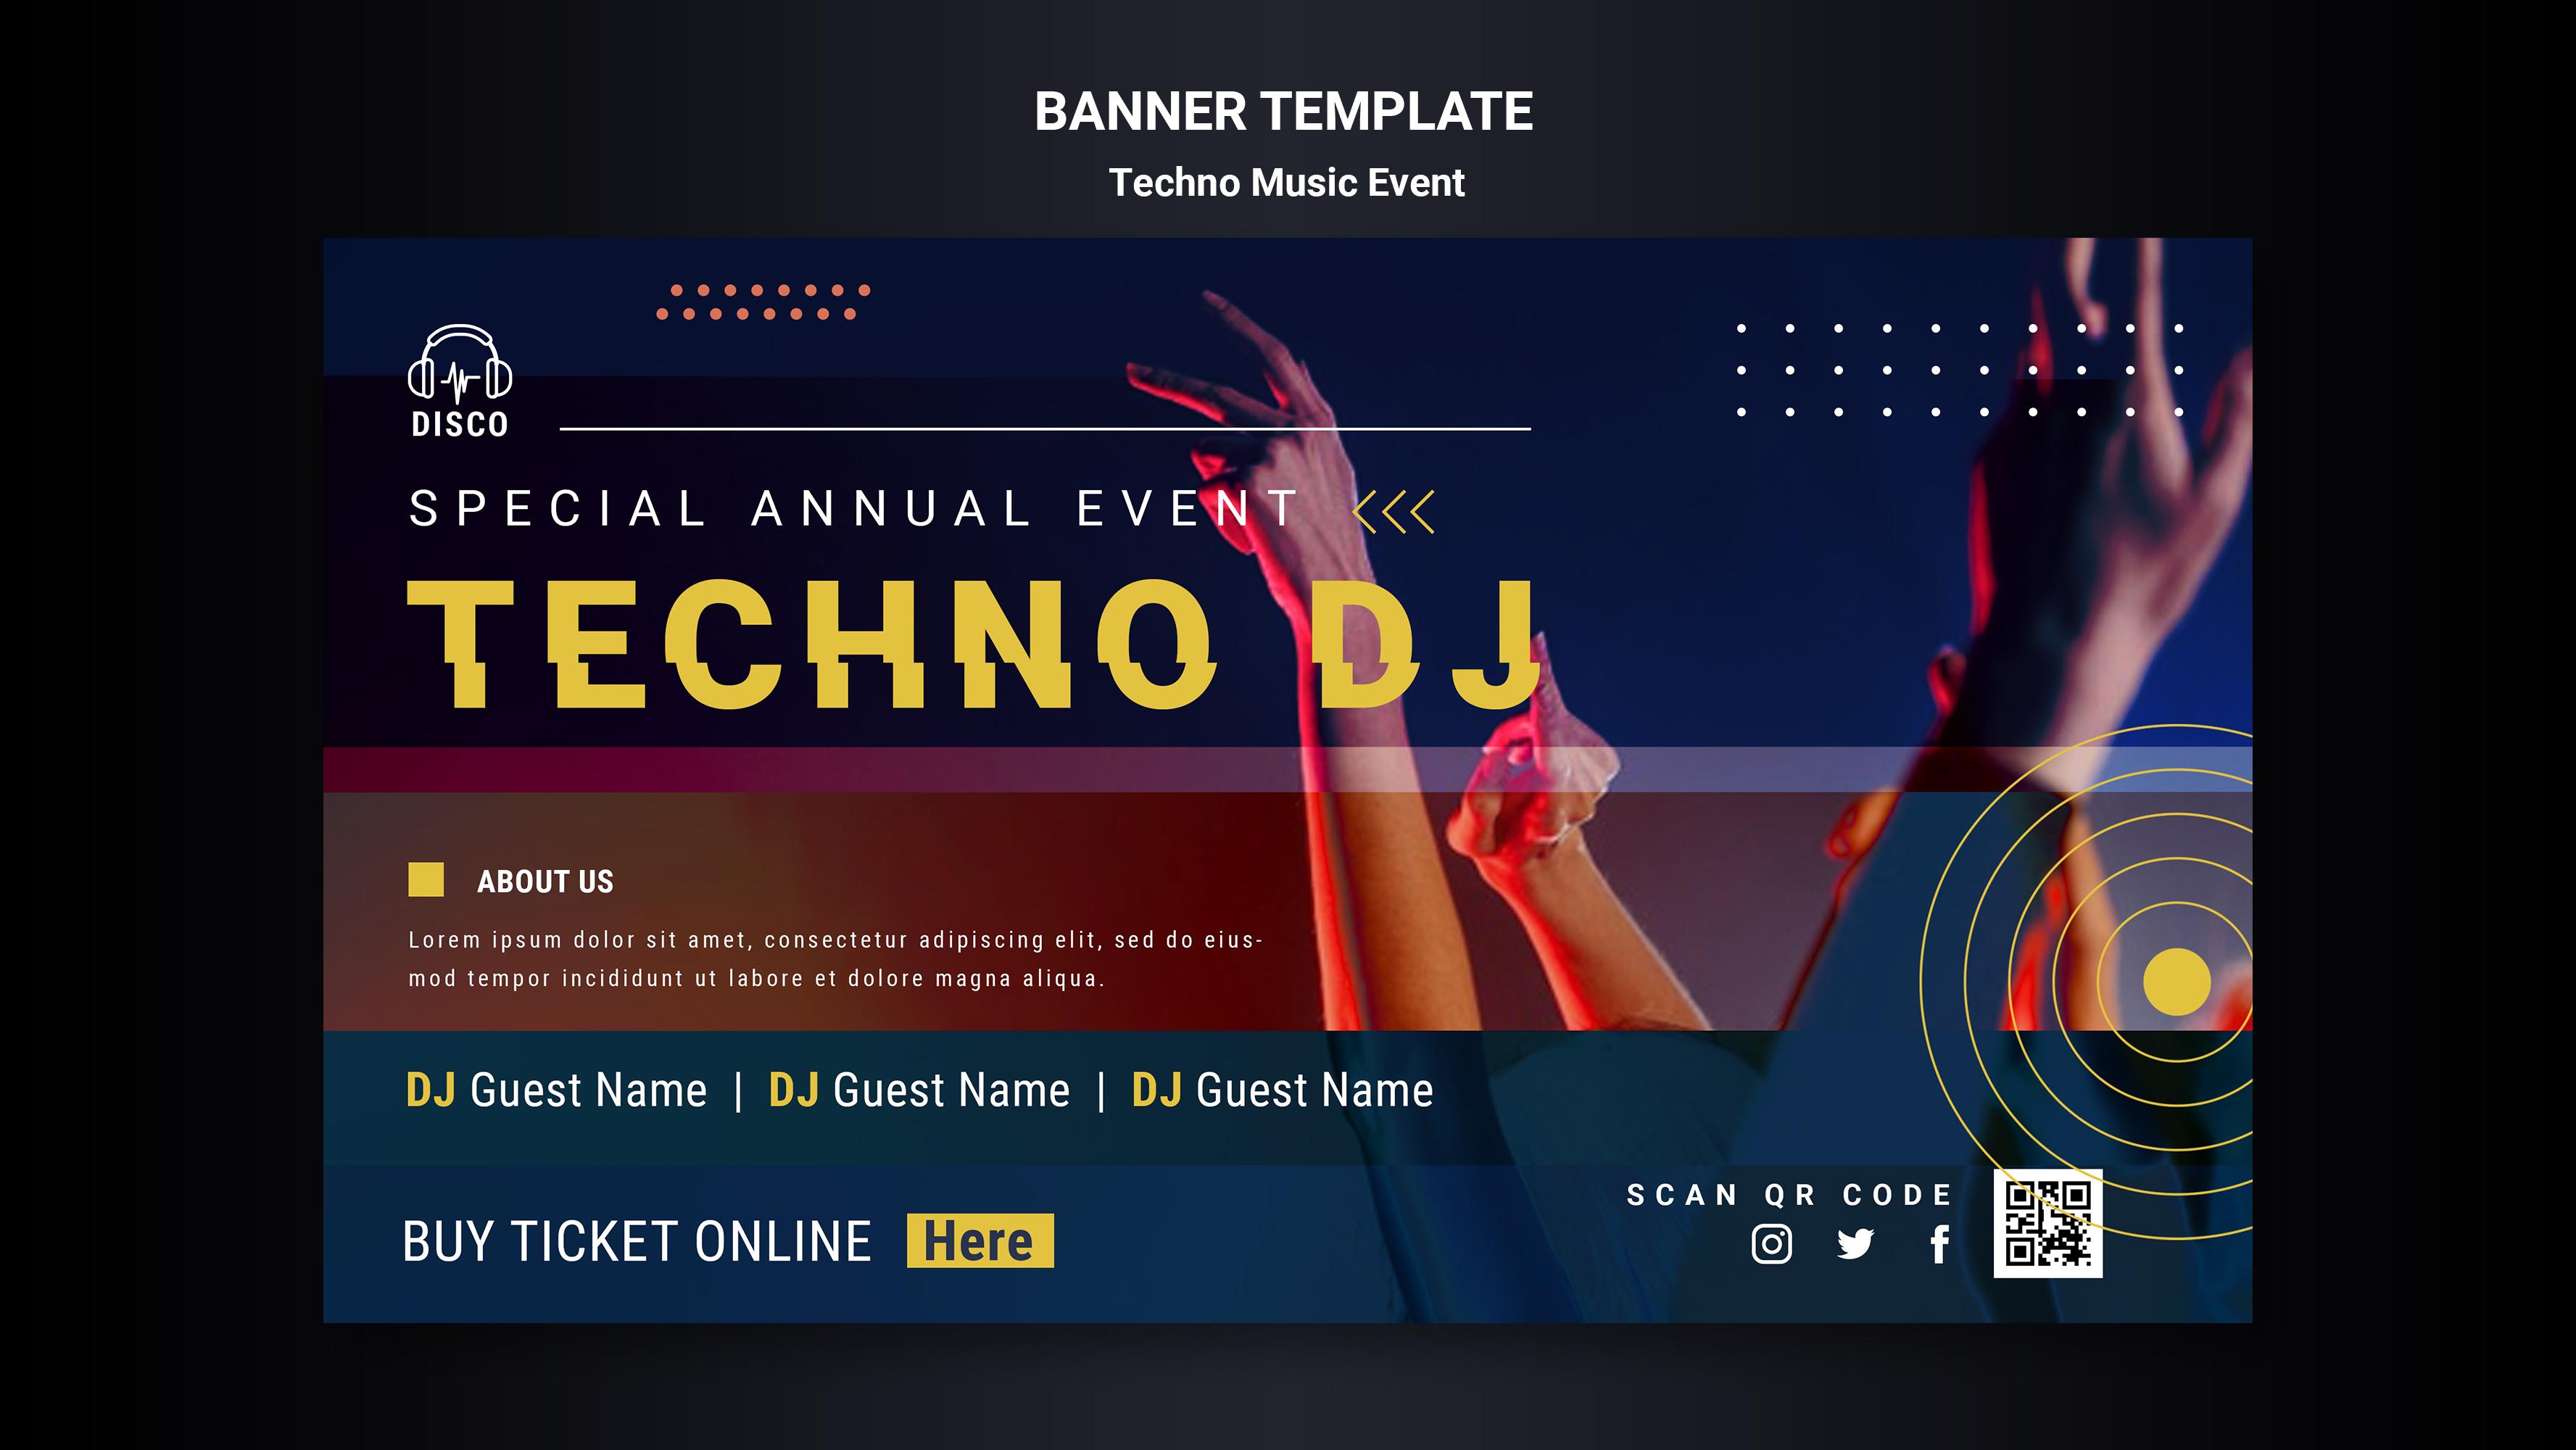 BANNER TEMPLATE
Techno Music Event
DISCO
SPECIAL ANNUAL EVENT
TECHNO DJ
ABOUT US
Lorem ipsum dolor sit amet, consectetur adipiscing elit, sed do eius-
mod tempor incididunt ut labore et dolore magna aliqua.
DJ Guest Name | DJ Guest Name | DJ Guest Name
BUY TICKET ONLINE Here
SCAN QR CODE